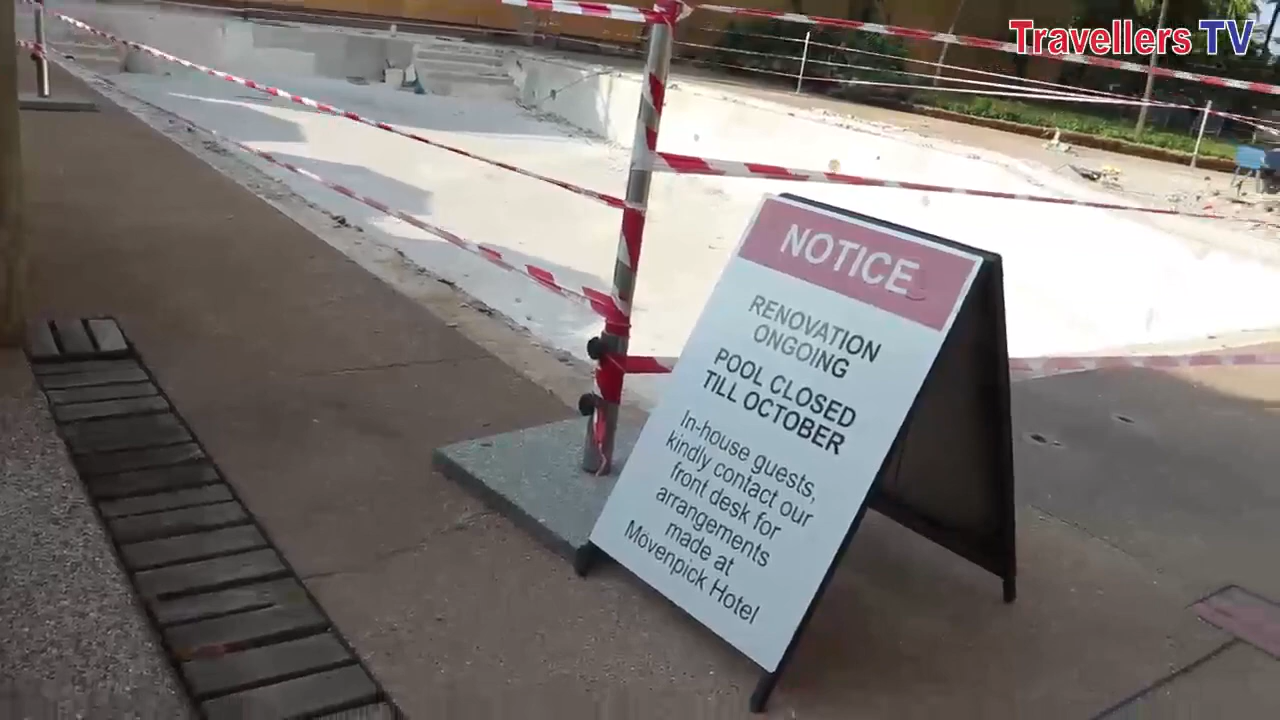 Travellers TV
NOTICE
RENOVATION
ONGOING
POOL CLOSED
TILL OCTOBER
In-house guests,
kindly contact our
front desk for
arrangements
made at
Movenpick Hotel